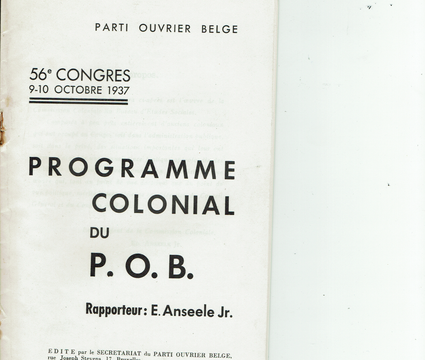 PARTI OUVRIER BELGE
56e CONGRES
9-10 OCTOBRE 1937
PROGRAMME
COLONIAL
DU
P. O. B.
Rapporteur: E. Anseele Jr.
EDITE par le SECRETARIAT du PARTI OUVRIER BELGE,
rue Joseph Stevens, 17, Bruxelles